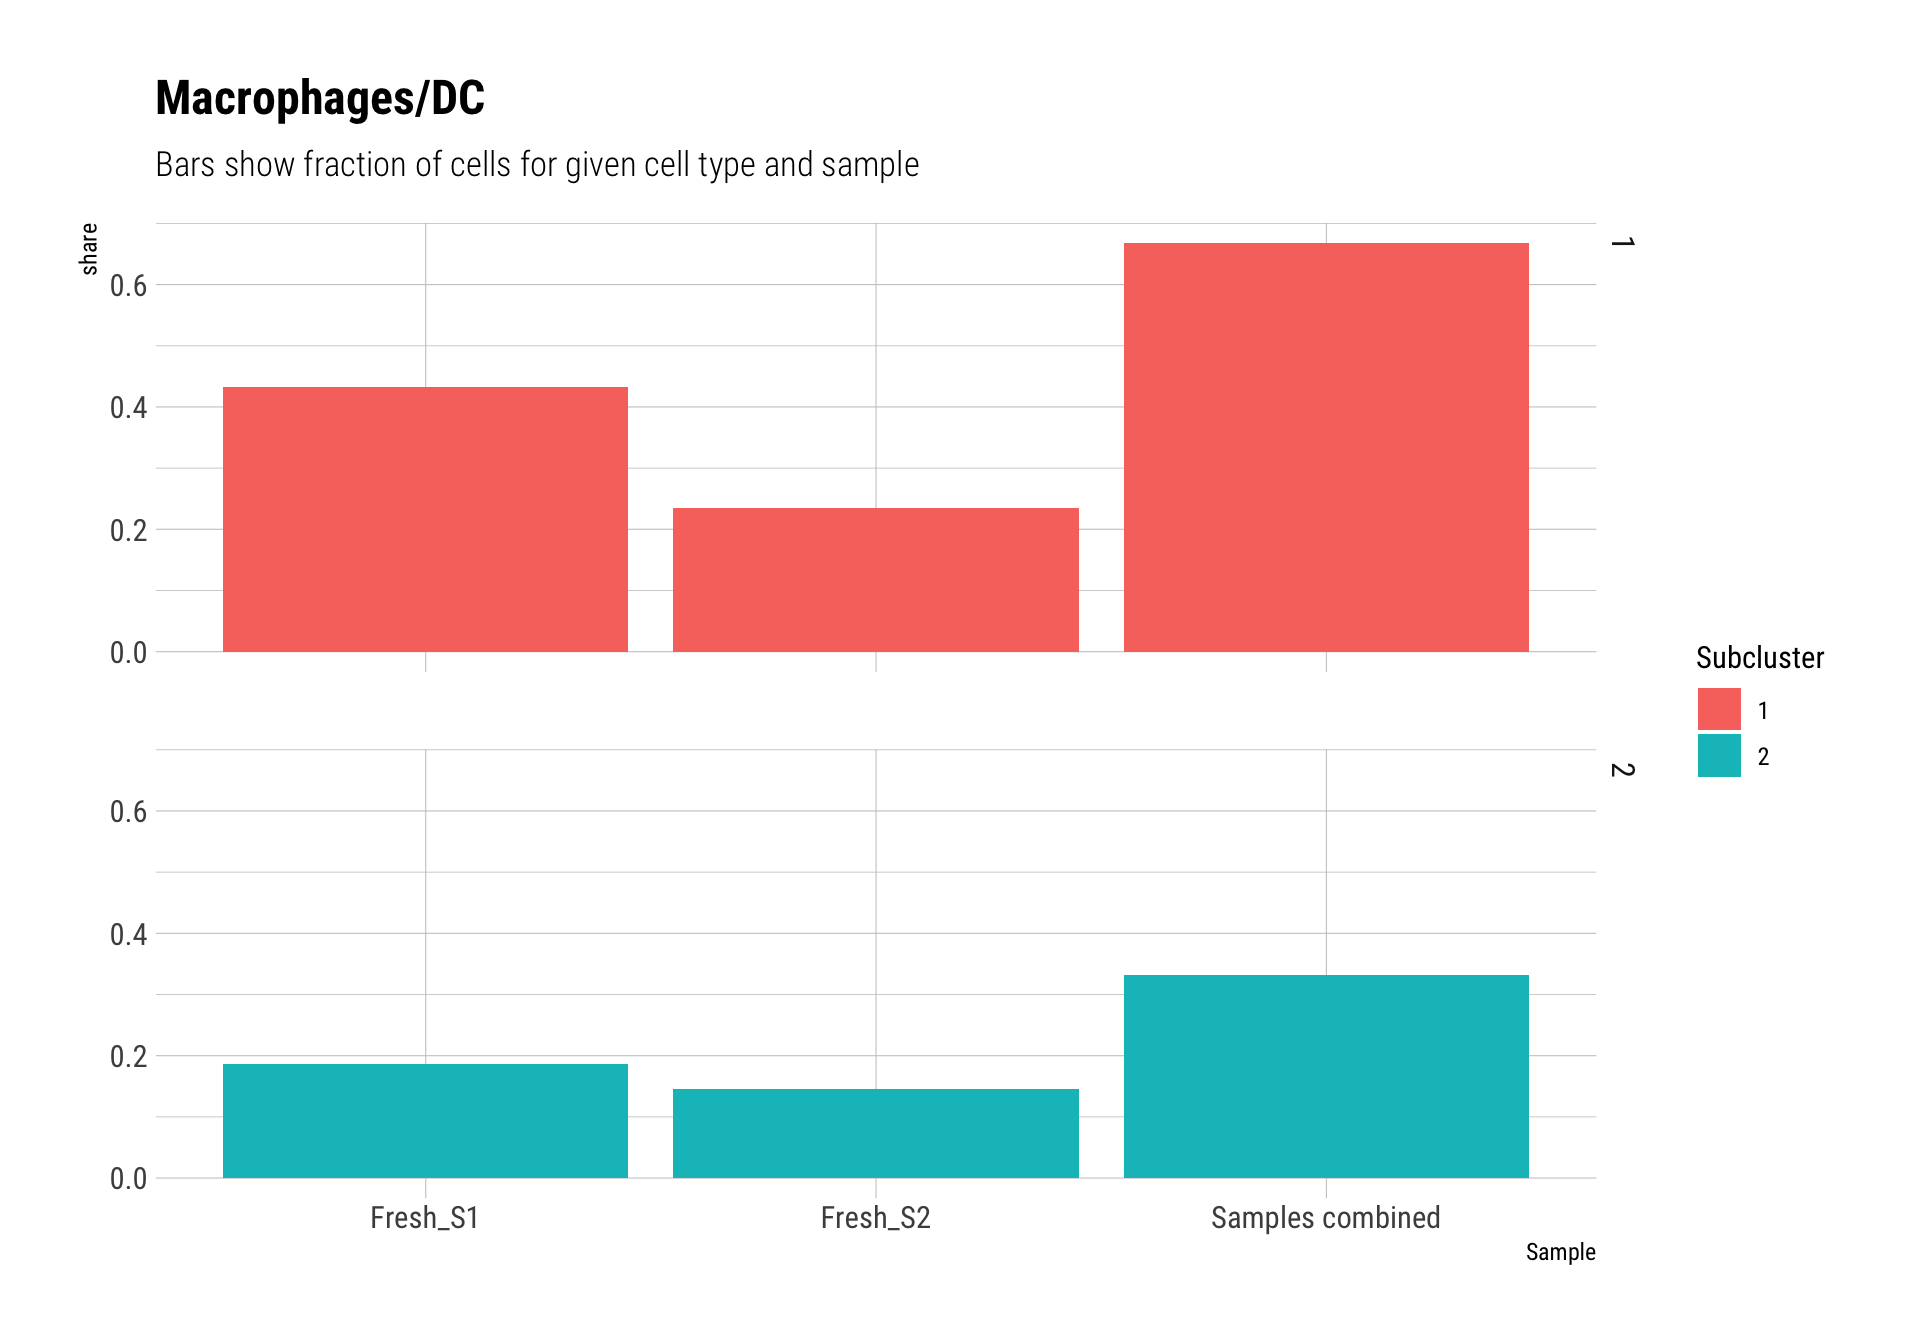 Macrophages/DC
Bars show fraction of cells for given cell type and sample
share
1
0.6
0.4
0.2
0.0
2
0.6
0.4
0.2
0.0
Fresh_S1
Fresh_S2
Samples combined
Sample
Subcluster
1
2